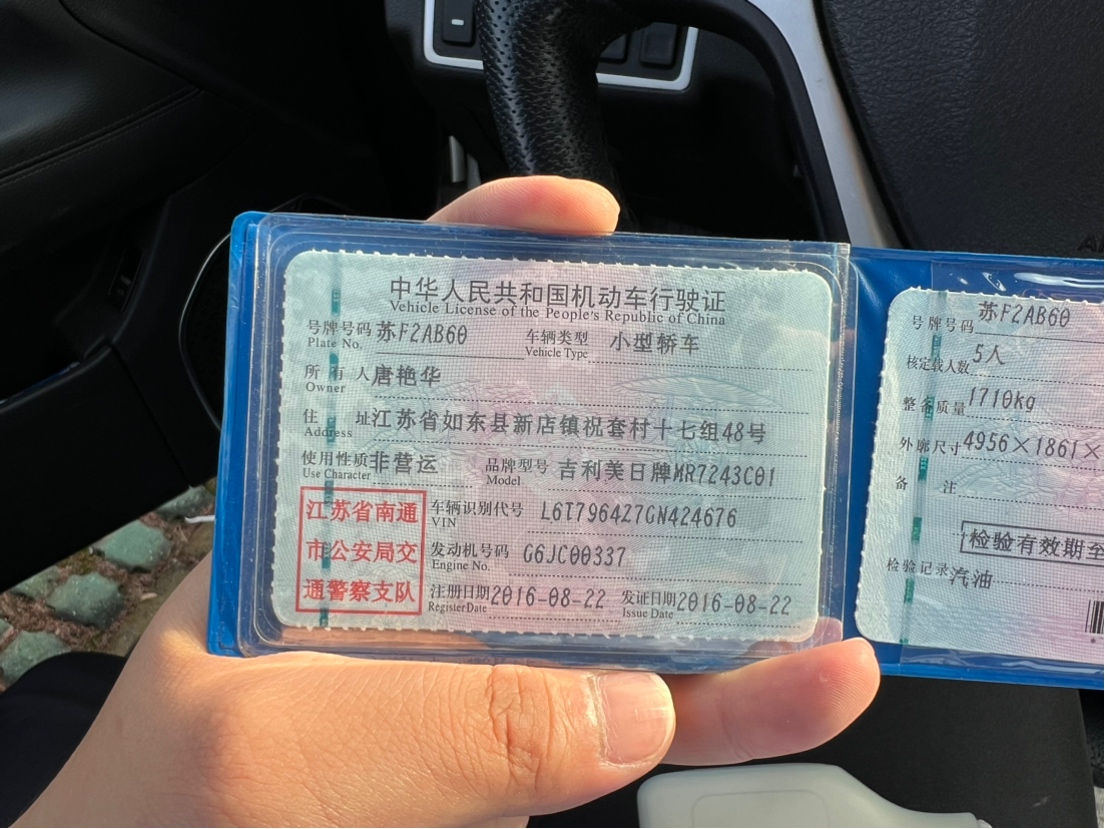 中华人民共和国机动车行驶证
Vehicle License of the People's Republic of China
号牌号码 苏F2AB60 车辆类型 小型轿车
Plate No. Vehicle Type
所有人 唐艳华
Owner
住址 江苏省如东县新店镇祝套村十七组48号
Address
使用性质 非营运 品牌型号 吉利美日牌MR7243C01
Use Character Model
江苏省南通
市公安局交
通警察支队
车辆识别代号 L6T7964Z7GN424676
VIN
发动机号码 G6JC00337
Engine No.
注册日期 2016-08-22 发证日期 2016-08-22
Register Date Issue Date
号牌号码 苏F2AB60
核定载人数 5人
整备质量 1710kg
外廓尺寸 4956×1861×
备注
检验有效期至
检验记录 汽油